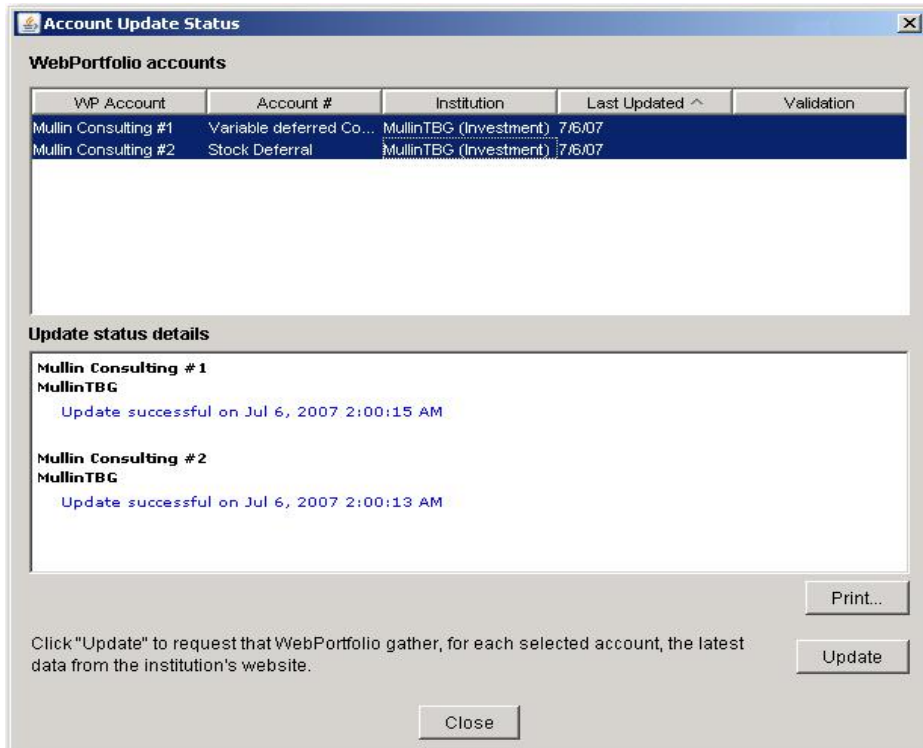 Account Update Status
WebPortfolio accounts
WP Account Account # Institution Last Updated Validation
Mullin Consulting #1 Variable deferred Co... MullinTBG (Investment) 7/6/07
Mullin Consulting #2 Stock Deferral MullinTBG (Investment) 7/6/07
Update status details
Mullin Consulting #1
MullinTBG
Update successful on Jul 6, 2007 2:00:15 AM
Mullin Consulting #2
MullinTBG
Update successful on Jul 6, 2007 2:00:13 AM
Print...
Click "Update" to request that WebPortfolio gather, for each selected account, the latest
data from the institution's website.
Update
Close